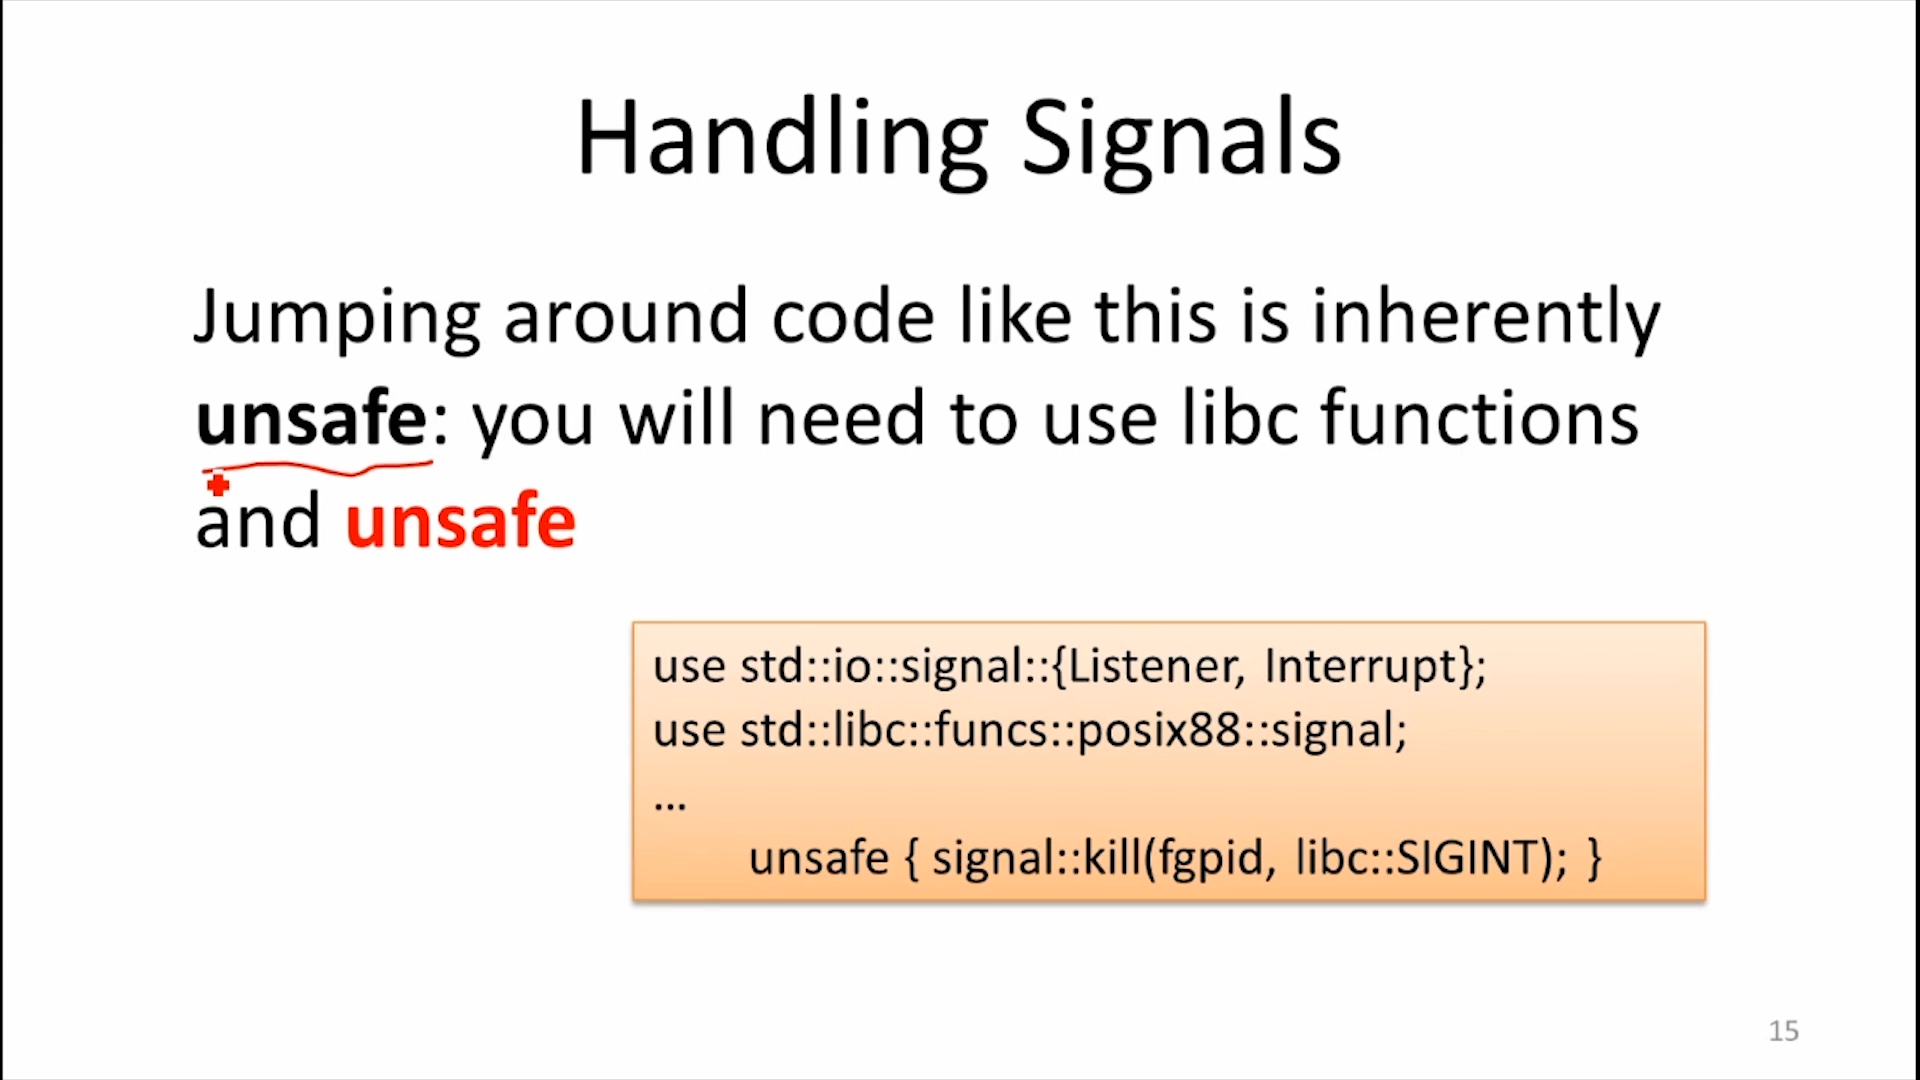 Handling Signals
Jumping around code like this is inherently
unsafe: you will need to use libc functions
and unsafe
use std::io::signal::{Listener, Interrupt};
use std::libc::funcs::posix88::signal;
...
unsafe { signal::kill(fgpid, libc::SIGINT); }
15